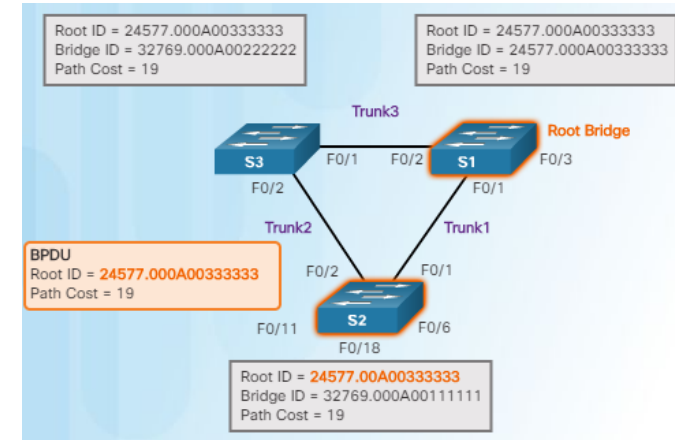 Root ID = 24577.000A00333333
Bridge ID = 32769.000A00222222
Path Cost = 19
Root ID = 24577.000A00333333
Bridge ID = 24577.000A00333333
Path Cost = 19
Trunk3
Root Bridge
S3
F0/1
F0/2
S1
F0/3
F0/2
F0/1
Trunk2
Trunk1
BPDU
Root ID = 24577.000A00333333
Path Cost = 19
F0/2
F0/1
S2
F0/11
F0/6
F0/18
Root ID = 24577.00A00333333
Bridge ID = 32769.000A00111111
Path Cost = 19